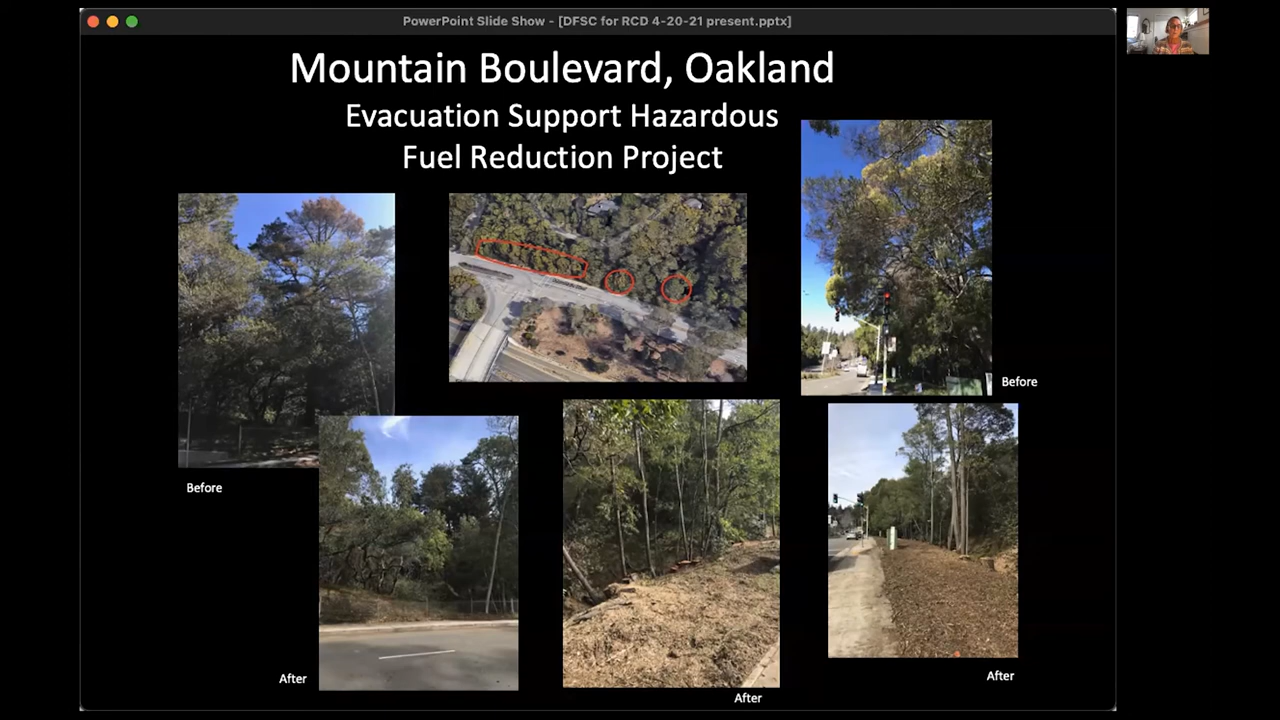 PowerPoint Slide Show - [DFSC for RCD 4-20-21 present.pptx]
Mountain Boulevard, Oakland
Evacuation Support Hazardous
Fuel Reduction Project
Before
Before
After
After
After